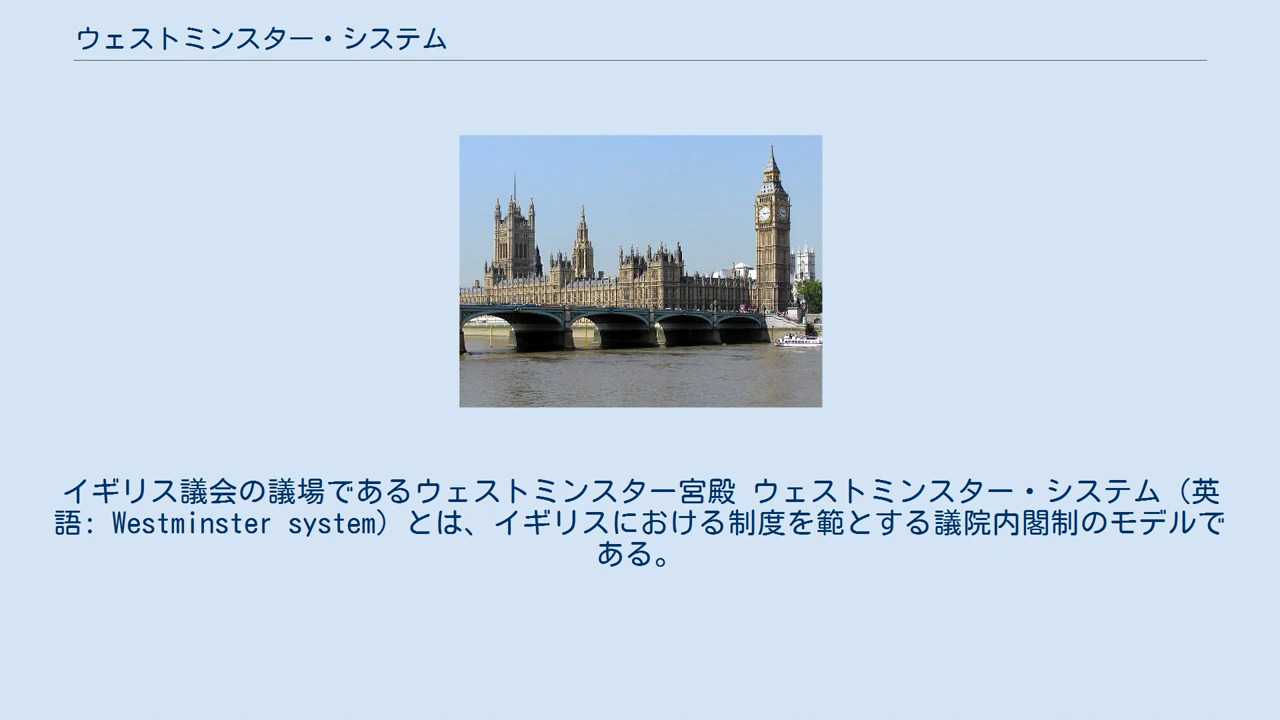 ウェストミンスター・システム
イギリス議会の議場であるウェストミンスター宮殿 ウェストミンスター・システム（英
語: Westminster system）とは、イギリスにおける制度を範とする議院内閣制のモデルで
ある。